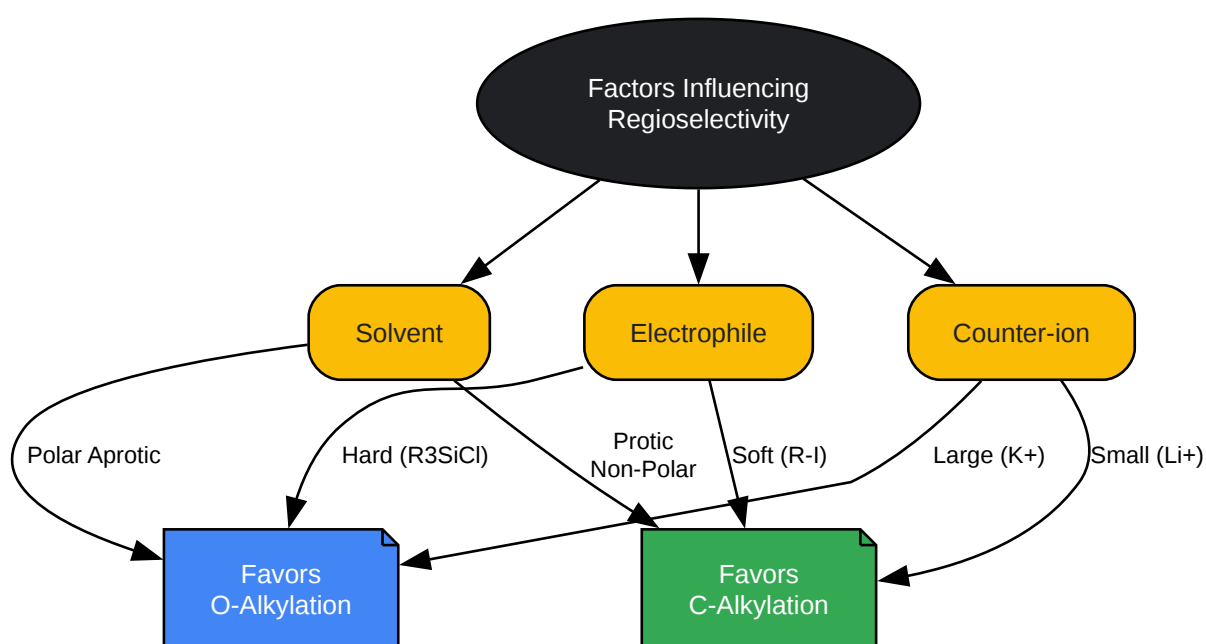 Factors Influencing
Regioselectivity
Solvent
Electrophile
Counter-ion
Polar Aprotic
Hard (R3SiCl)
Protic
Non-Polar
Soft (R-I)
Large (K+)
Small (Li+)
Favors
O-Alkylation
Favors
C-Alkylation